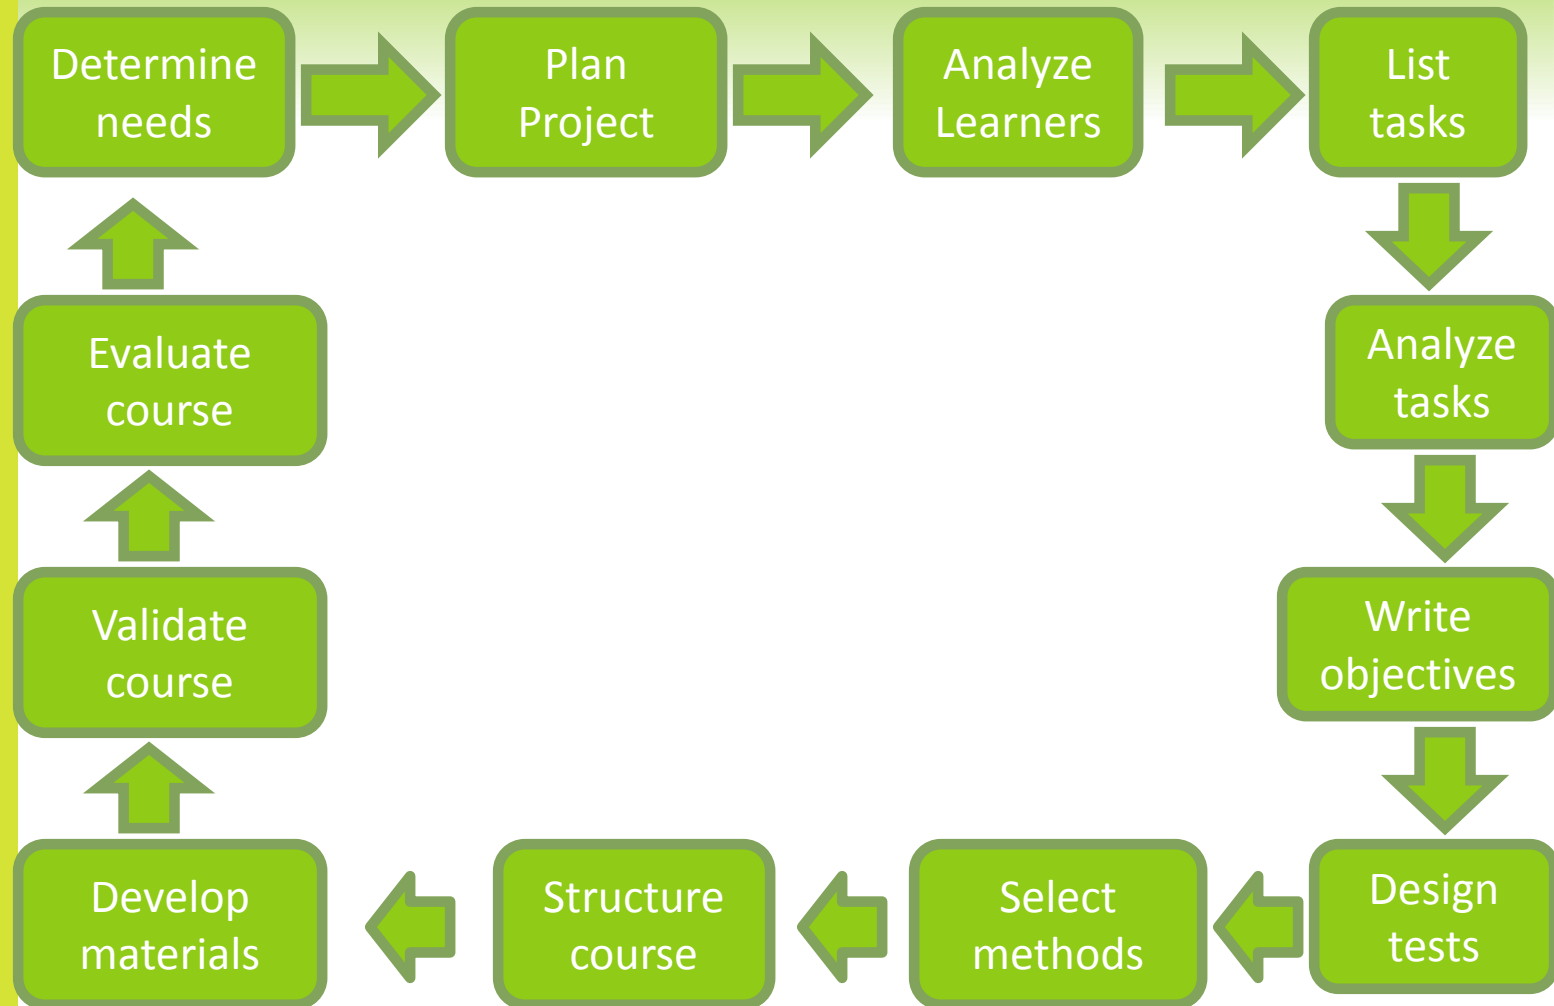 Determine
needs
Plan
Project
Analyze
Learners
List
tasks
Analyze
tasks
Write
objectives
Design
tests
Select
methods
Structure
course
Develop
materials
Validate
course
Evaluate
course